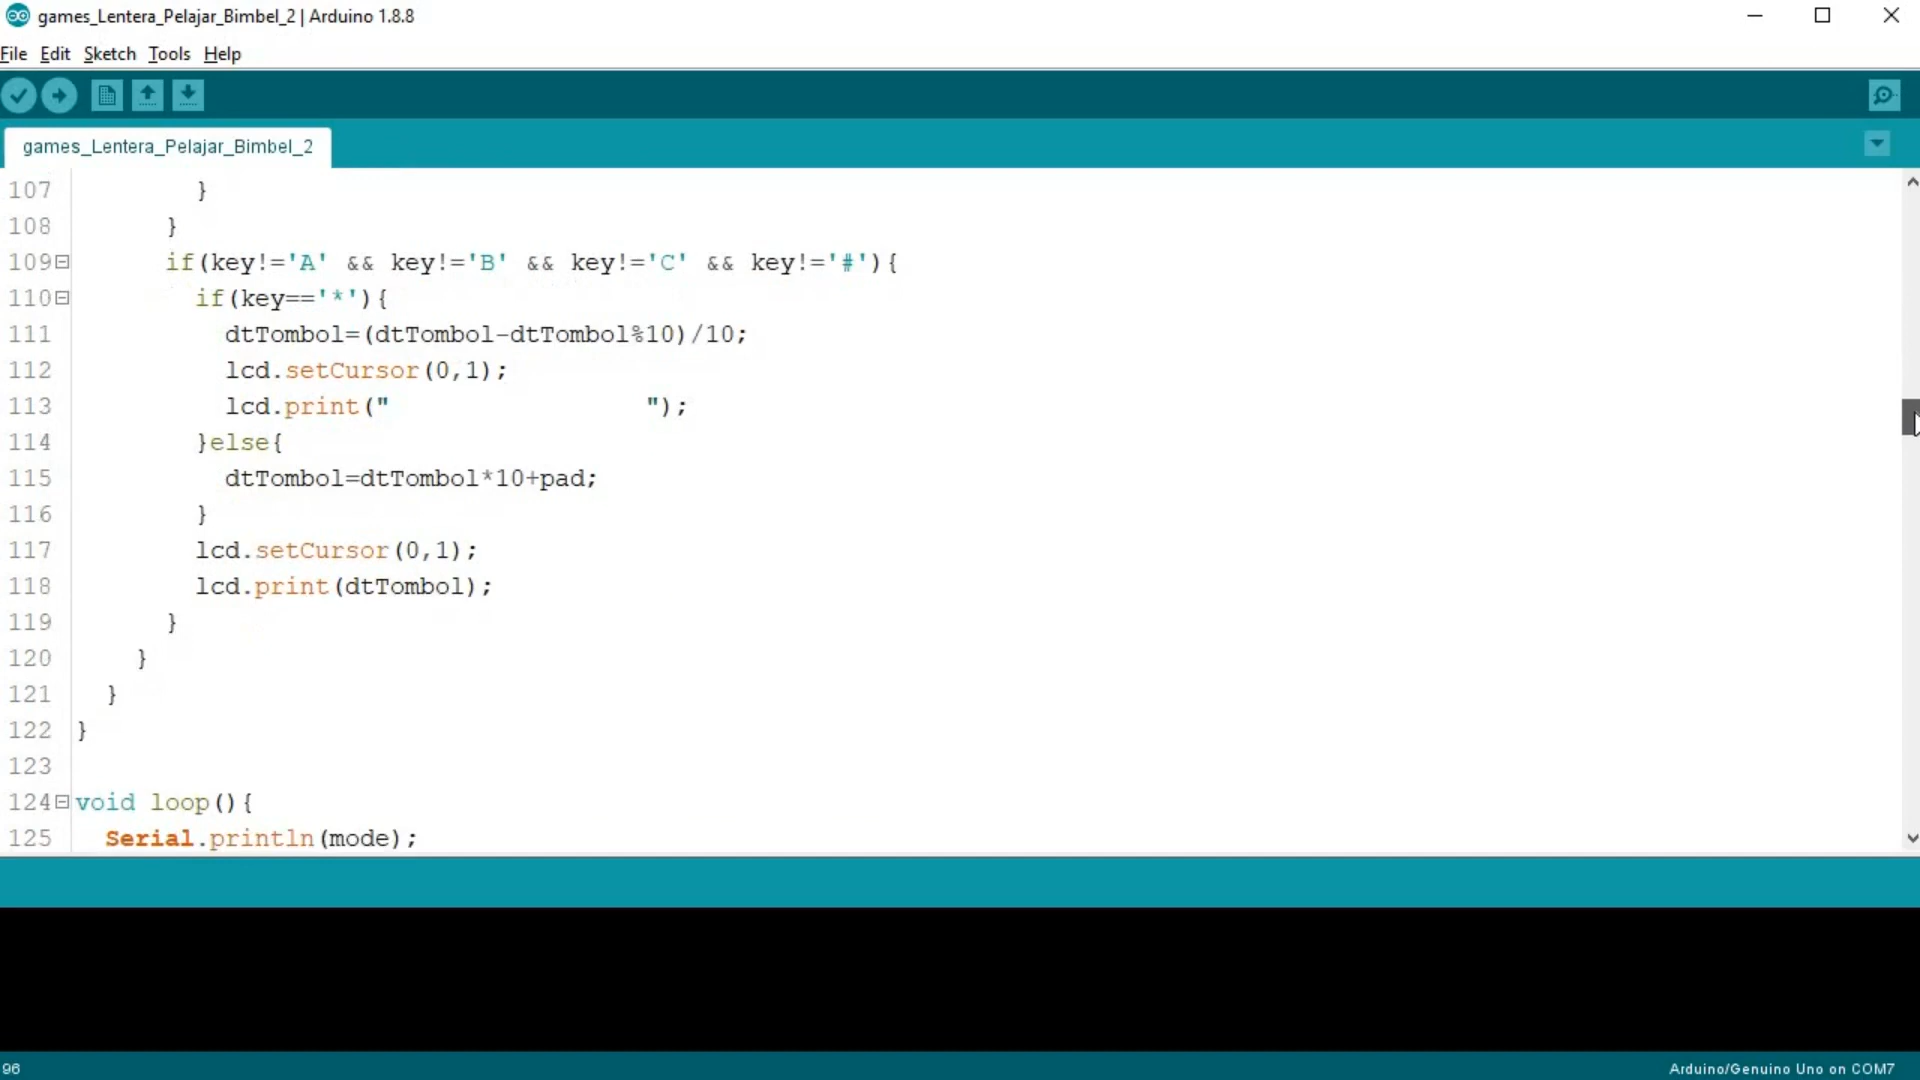 games_Lentera_Pelajar_Bimbel_2 | Arduino 1.8.8
File Edit Sketch Tools Help
games_Lentera_Pelajar_Bimbel_2
107 }
108 }
109 if(key!='A' && key!='B' && key!='C' && key!='#'){
110 if(key=='*'){
111 dtTombol=(dtTombol-dtTombol%10)/10;
112 lcd.setCursor(0,1);
113 lcd.print("                 ");
114 }else{
115 dtTombol=dtTombol*10+pad;
116 }
117 lcd.setCursor(0,1);
118 lcd.print(dtTombol);
119 }
120 }
121 }
122 }
123
124 void loop(){
125 Serial.println(mode);
96 Arduino/Genuino Uno on COM7